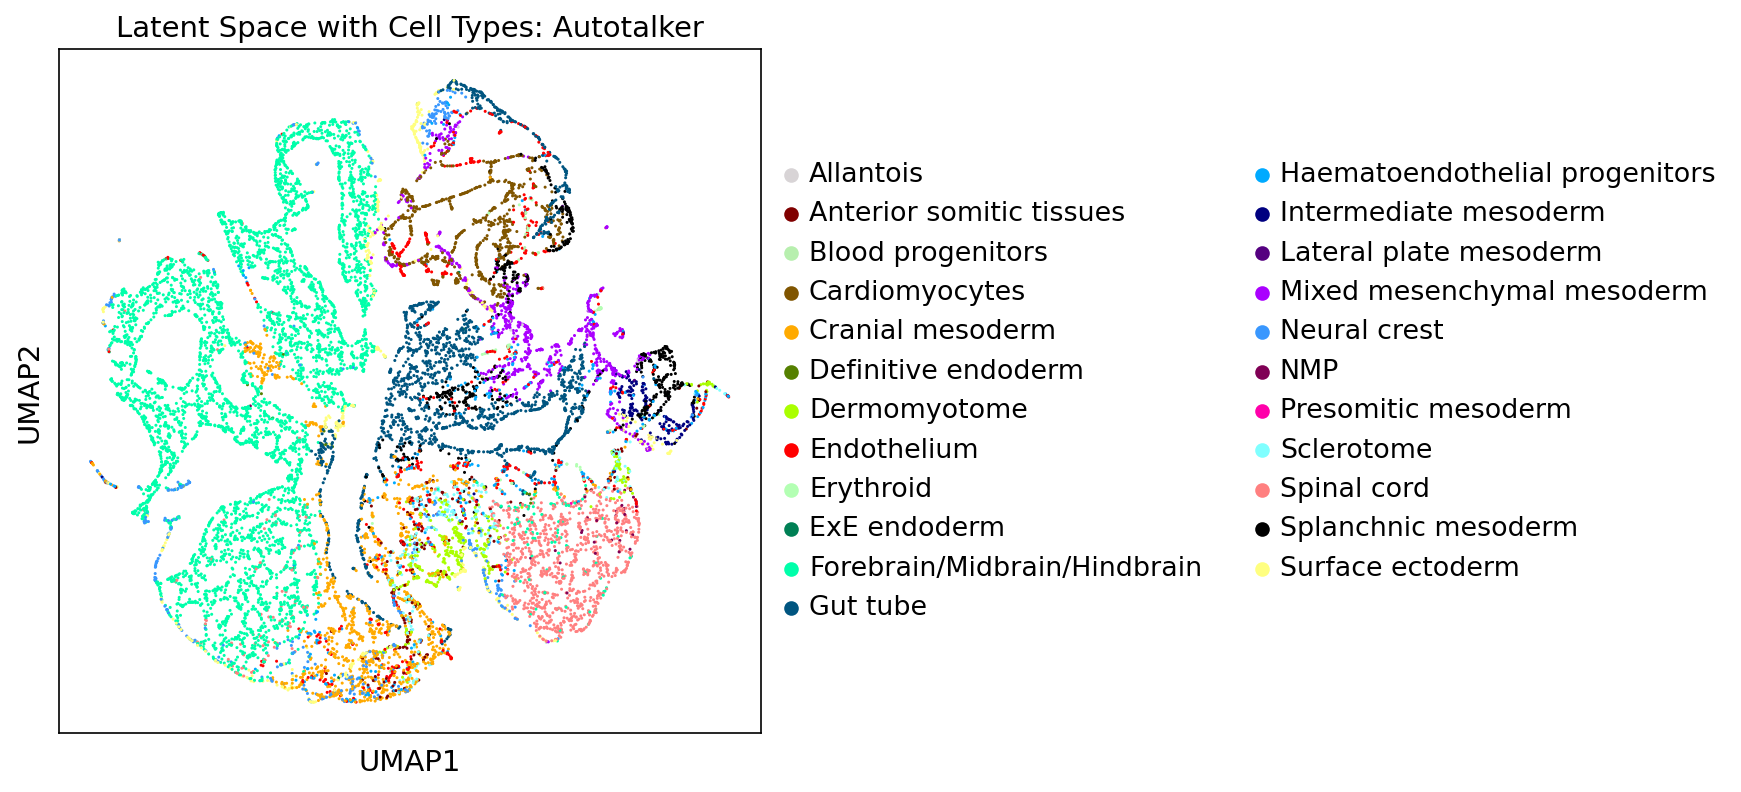 Latent Space with Cell Types: Autotalker
UMAP2
UMAP1
Allantois
Anterior somitic tissues
Blood progenitors
Cardiomyocytes
Cranial mesoderm
Definitive endoderm
Dermomyotome
Endothelium
Erythroid
ExE endoderm
Forebrain/Midbrain/Hindbrain
Gut tube
Haematoendothelial progenitors
Intermediate mesoderm
Lateral plate mesoderm
Mixed mesenchymal mesoderm
Neural crest
NMP
Presomitic mesoderm
Sclerotome
Spinal cord
Splanchnic mesoderm
Surface ectoderm